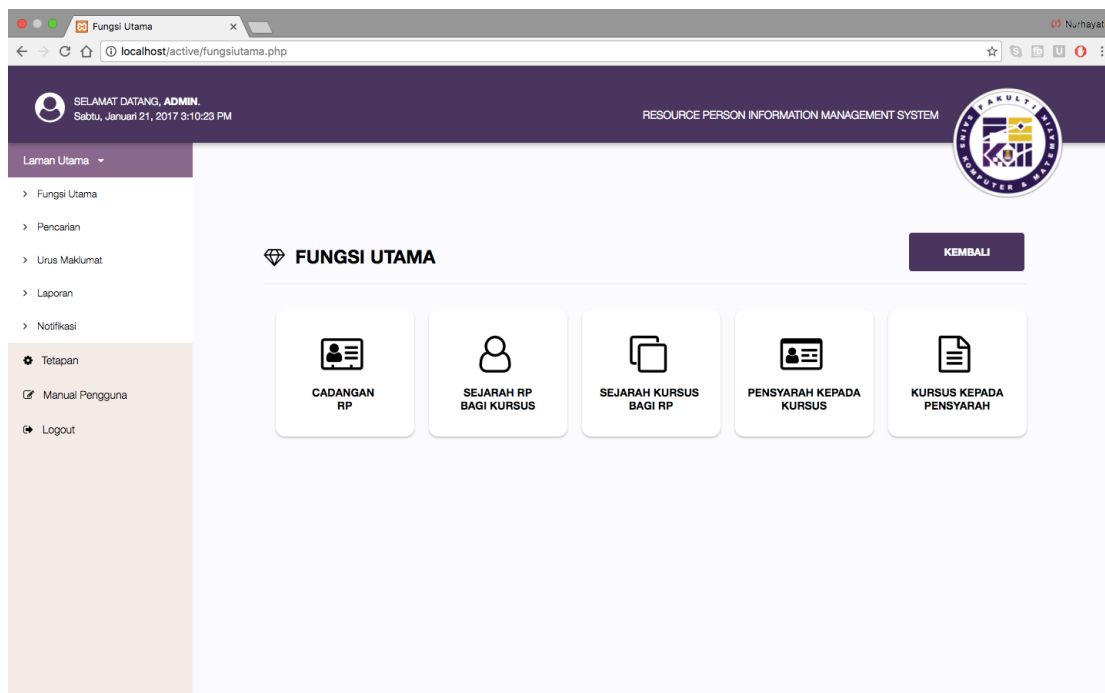 Fungsi Utama
Nurhayat
localhost/active/fungsiutama.php
SELAMAT DATANG, ADMIN.
Sabtu, Januari 21, 2017 3:10:23 PM
RESOURCE PERSON INFORMATION MANAGEMENT SYSTEM
FAKULTI SAINS KOMPUTER & MATEMATIK
Laman Utama
Fungsi Utama
Pencarian
Urus Maklumat
Laporan
Notifikasi
Tetapan
Manual Pengguna
Logout
FUNGSI UTAMA
KEMBALI
CADANGAN
RP
SEJARAH RP
BAGI KURSUS
SEJARAH KURSUS
BAGI RP
PENSYARAH KEPADA
KURSUS
KURSUS KEPADA
PENSYARAH